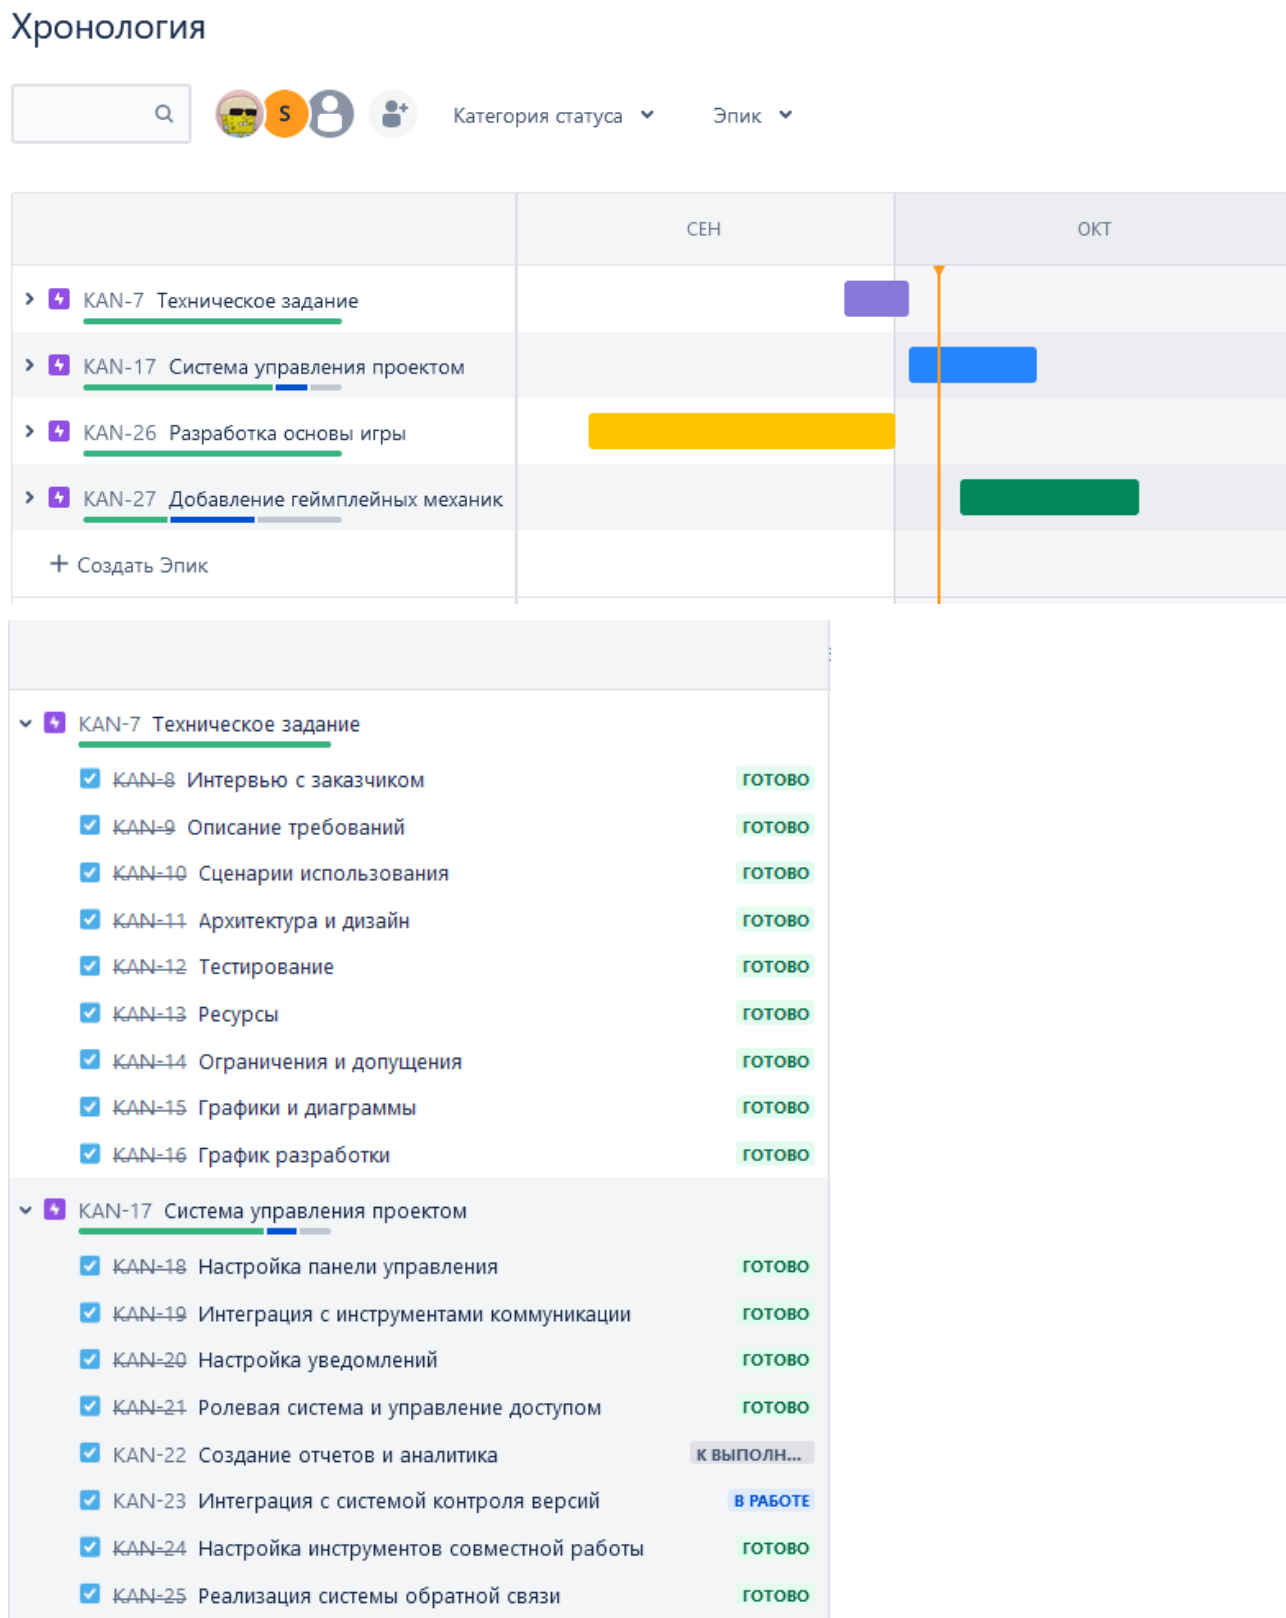 Хронология
S
Категория статуса
Эпик
СЕН
ОКТ
KAN-7 Техническое задание
KAN-17 Система управления проектом
KAN-26 Разработка основы игры
KAN-27 Добавление геймплейных механик
+ Создать Эпик
KAN-7 Техническое задание
KAN-8 Интервью с заказчиком ГОТОВО
KAN-9 Описание требований ГОТОВО
KAN-10 Сценарии использования ГОТОВО
KAN-11 Архитектура и дизайн ГОТОВО
KAN-12 Тестирование ГОТОВО
KAN-13 Ресурсы ГОТОВО
KAN-14 Ограничения и допущения ГОТОВО
KAN-15 Графики и диаграммы ГОТОВО
KAN-16 График разработки ГОТОВО
KAN-17 Система управления проектом
KAN-18 Настройка панели управления ГОТОВО
KAN-19 Интеграция с инструментами коммуникации ГОТОВО
KAN-20 Настройка уведомлений ГОТОВО
KAN-21 Ролевая система и управление доступом ГОТОВО
KAN-22 Создание отчетов и аналитика К ВЫПОЛН...
KAN-23 Интеграция с системой контроля версий В РАБОТЕ
KAN-24 Настройка инструментов совместной работы ГОТОВО
KAN-25 Реализация системы обратной связи ГОТОВО